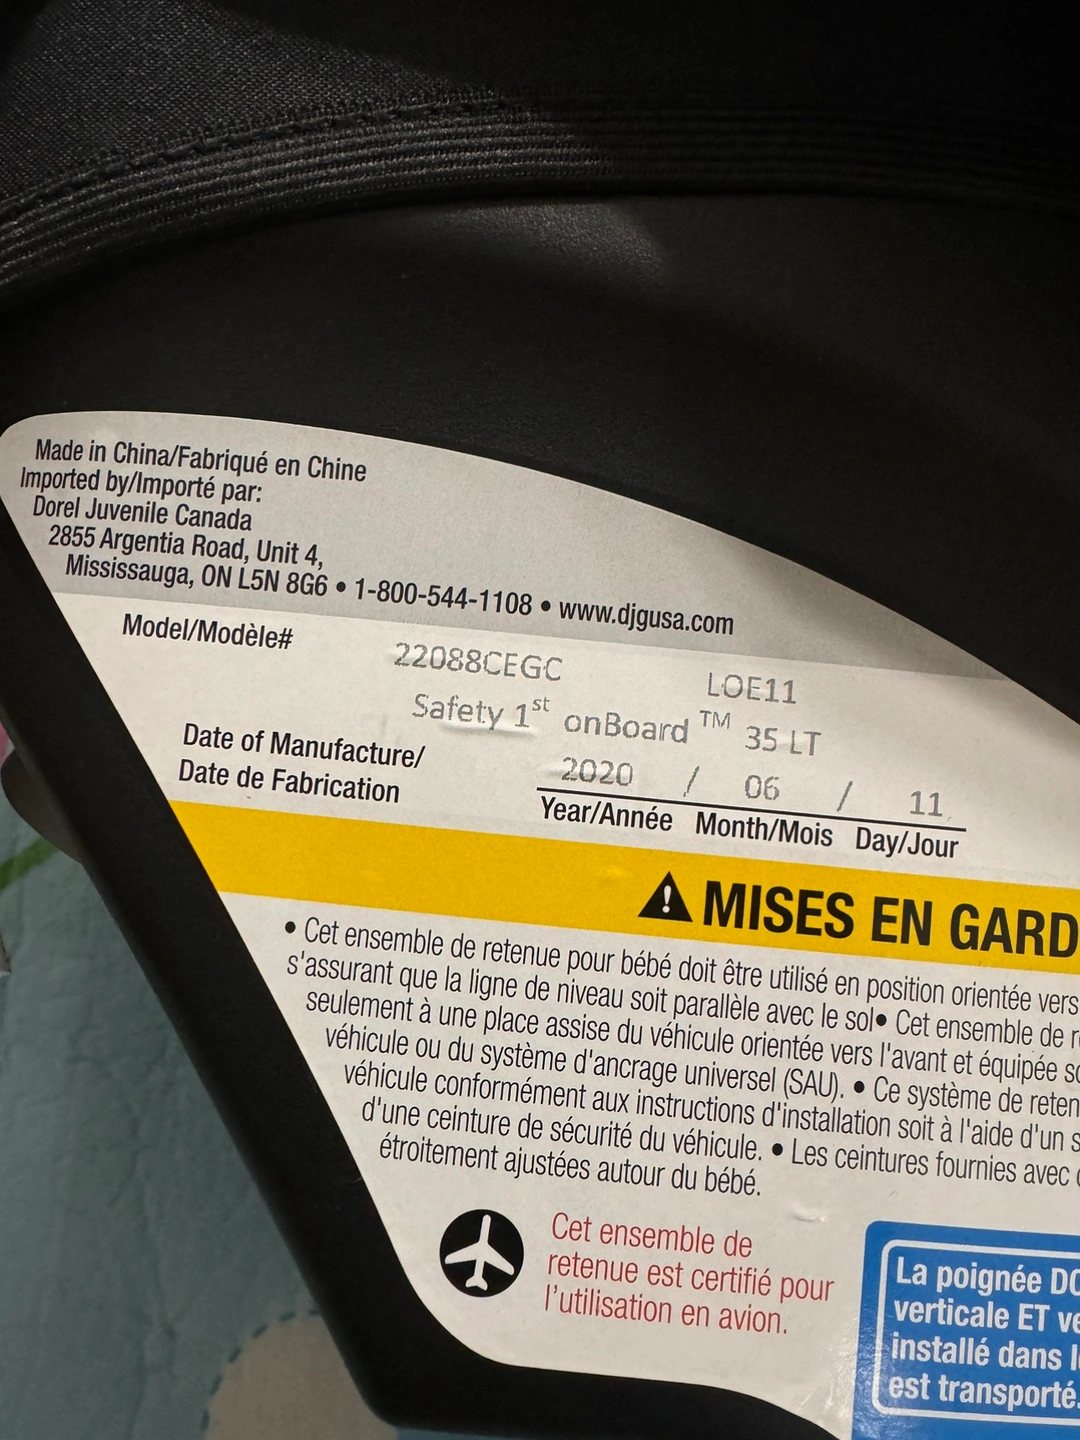 Made in China/Fabriqué en Chine
Imported by/Importé par:
Dorel Juvenile Canada
2855 Argentia Road, Unit 4,
Mississauga, ON L5N 8G6 • 1-800-544-1108 • www.djgusa.com
Model/Modèle# 22088CEGC LOE11
Safety 1st onBoard™ 35 LT
Date of Manufacture/
Date de Fabrication
2020 / 06 / 11
Year/Année Month/Mois Day/Jour
⚠ MISES EN GARD
• Cet ensemble de retenue pour bébé doit être utilisé en position orientée vers
s'assurant que la ligne de niveau soit parallèle avec le sol• Cet ensemble de r
seulement à une place assise du véhicule orientée vers l'avant et équipée
véhicule ou du système d'ancrage universel (SAU). • Ce système de reten
véhicule conformément aux instructions d'installation soit à l'aide d'un s
d'une ceinture de sécurité du véhicule. • Les ceintures fournies avec
étroitement ajustées autour du bébé.
Cet ensemble de
retenue est certifié pour
l'utilisation en avion.
La poignée DO
verticale ET ve
installé dans l
est transporté.